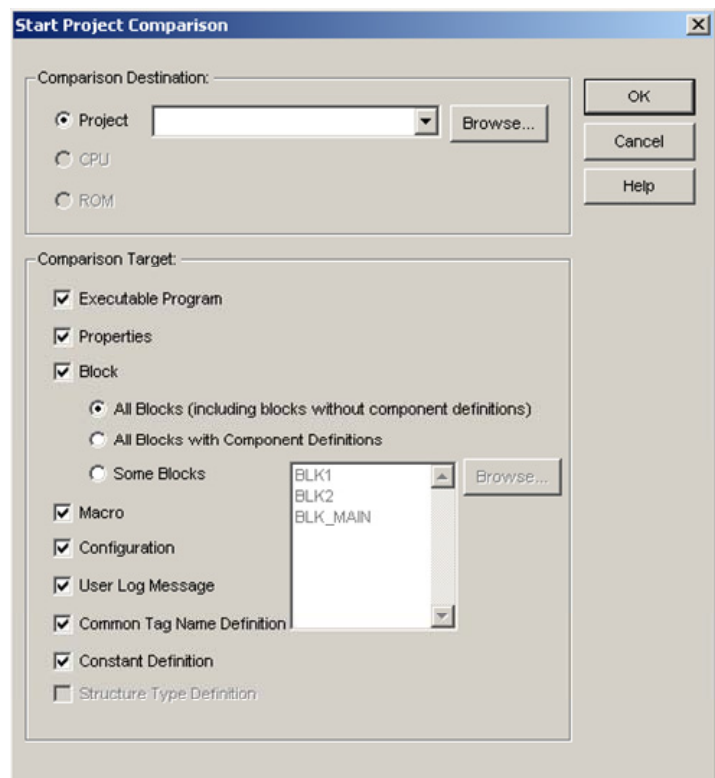 Start Project Comparison
Comparison Destination:
OK
Project
Browse...
Cancel
CPU
Help
ROM
Comparison Target:
Executable Program
Properties
Block
All Blocks (including blocks without component definitions)
All Blocks with Component Definitions
Some Blocks
BLK1
BLK2
BLK_MAIN
Browse...
Macro
Configuration
User Log Message
Common Tag Name Definition
Constant Definition
Structure Type Definition